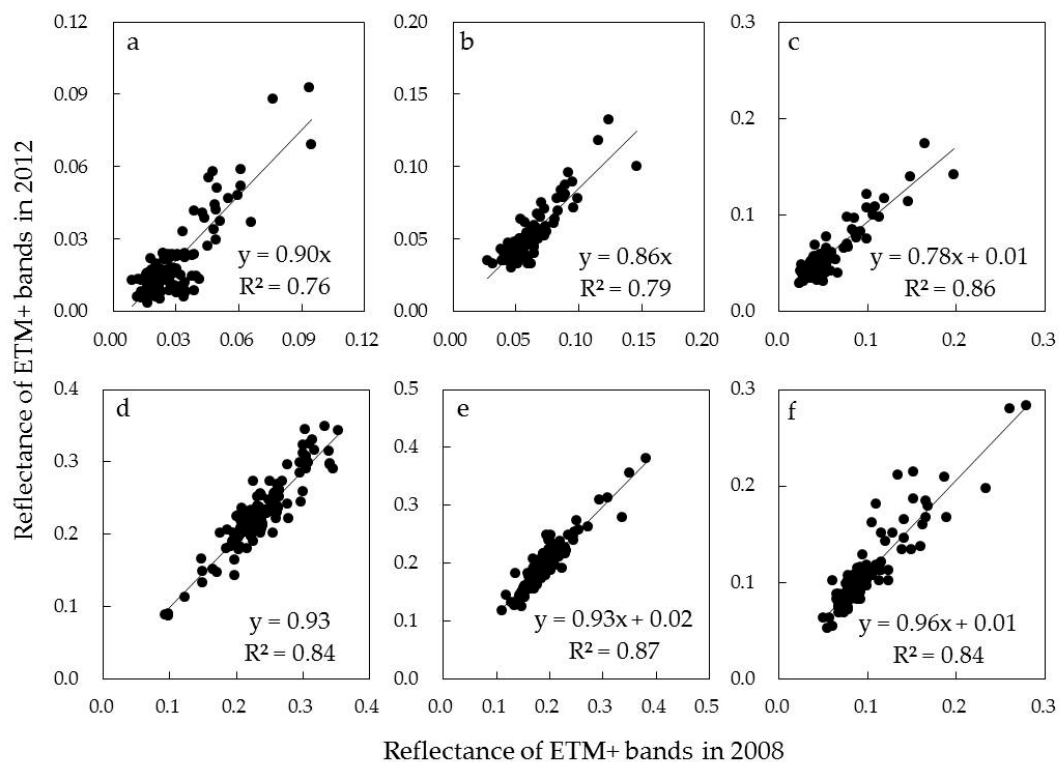 Reflectance of ETM+ bands in 2012
a
0.12
0.09
0.06
0.03
0.00
0.00 0.03 0.06 0.09 0.12
y = 0.90x
R² = 0.76
b
0.20
0.15
0.10
0.05
0.00
0.00 0.05 0.10 0.15 0.20
y = 0.86x
R² = 0.79
c
0.3
0.2
0.1
0.0
0.0 0.1 0.2 0.3
y = 0.78x + 0.01
R² = 0.86
d
0.4
0.3
0.2
0.1
0.0
0.0 0.1 0.2 0.3 0.4
y = 0.93
R² = 0.84
e
0.5
0.4
0.3
0.2
0.1
0.0
0.0 0.1 0.2 0.3 0.4 0.5
y = 0.93x + 0.02
R² = 0.87
f
0.3
0.2
0.1
0.0
0.0 0.1 0.2 0.3
y = 0.96x + 0.01
R² = 0.84
Reflectance of ETM+ bands in 2008